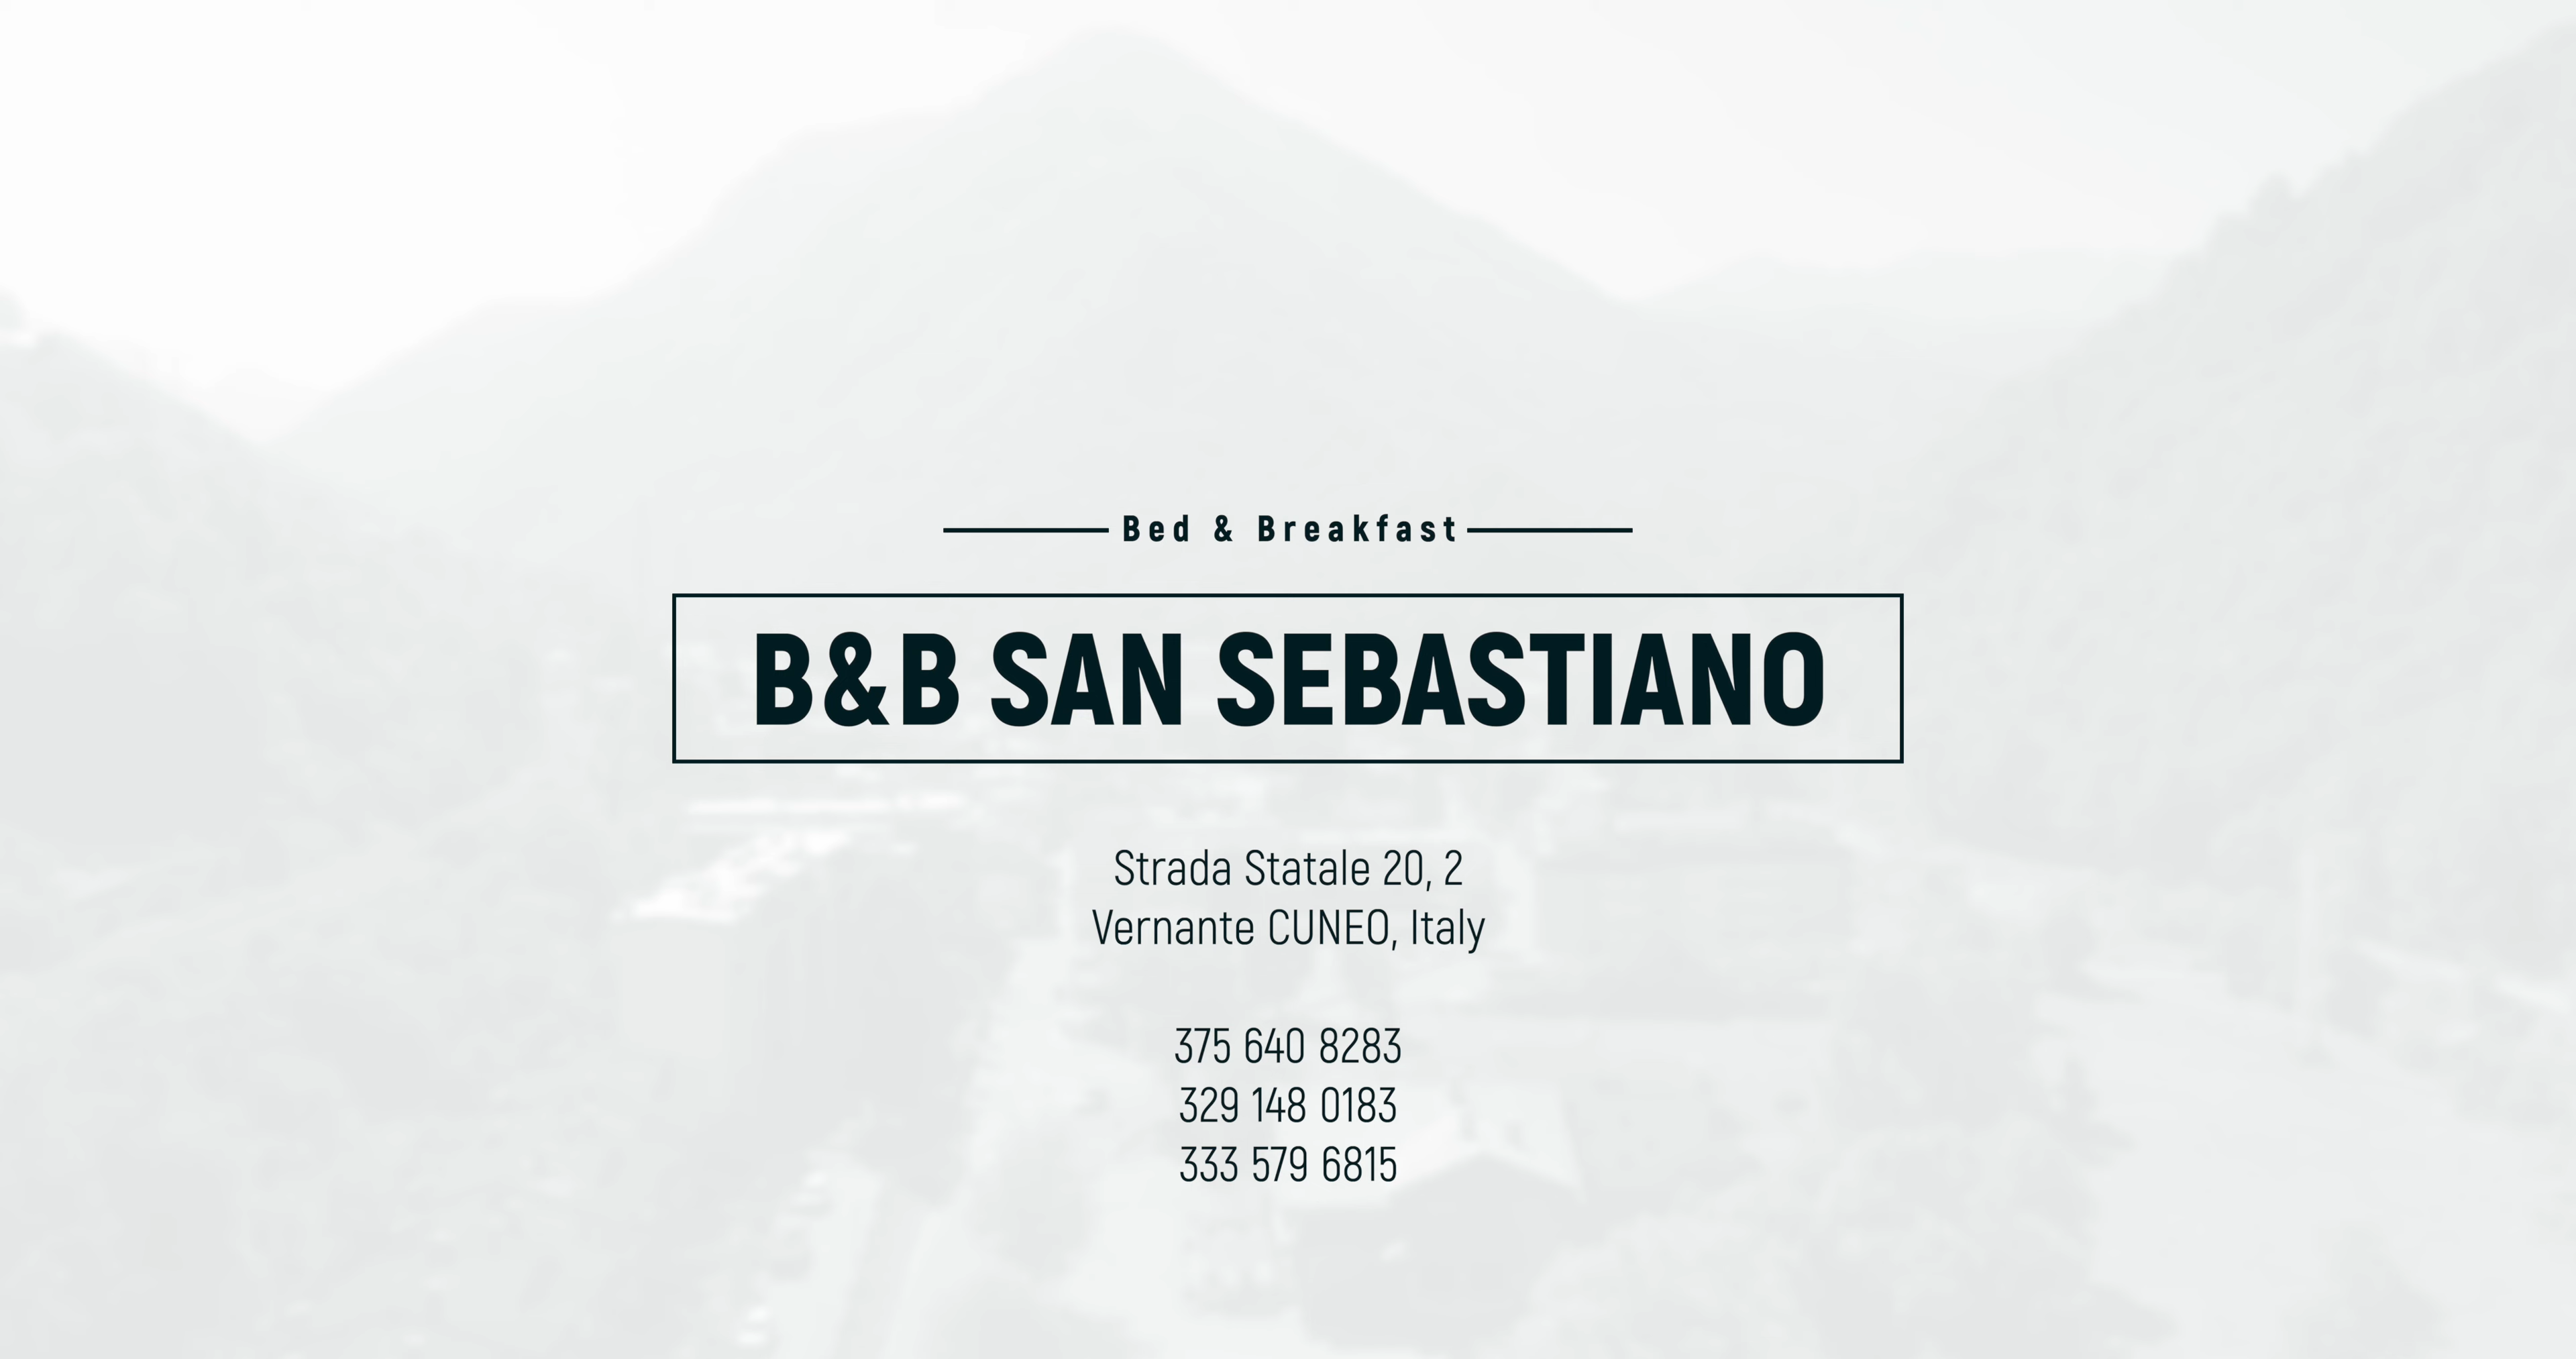 Bed & Breakfast
B&B SAN SEBASTIANO
Strada Statale 20, 2
Vernante CUNEO, Italy
375 640 8283
329 148 0183
333 579 6815